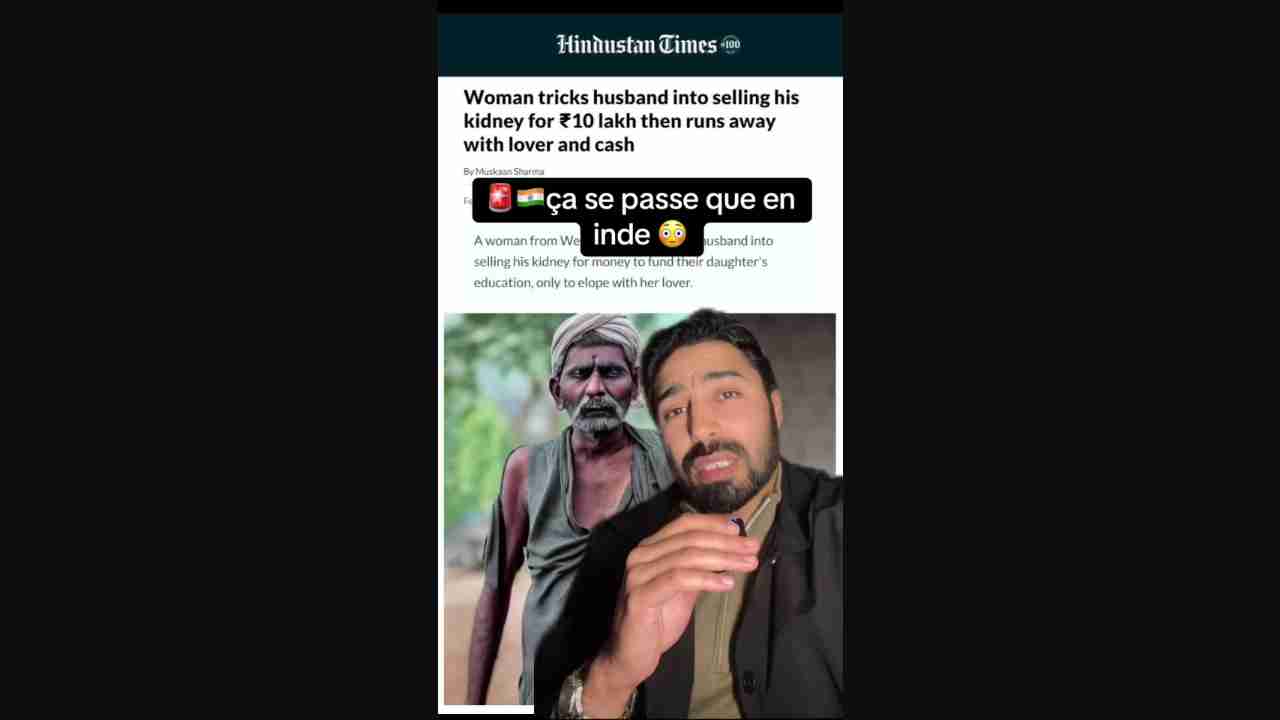 Hindustan Times
100
Woman tricks husband into selling his
kidney for ₹10 lakh then runs away
with lover and cash
By Muskaan Sharma
🚨🇮🇳ça se passe que en
inde 😳
A woman from We
husband into
selling his kidney for money to fund their daughter's
education, only to elope with her lover.